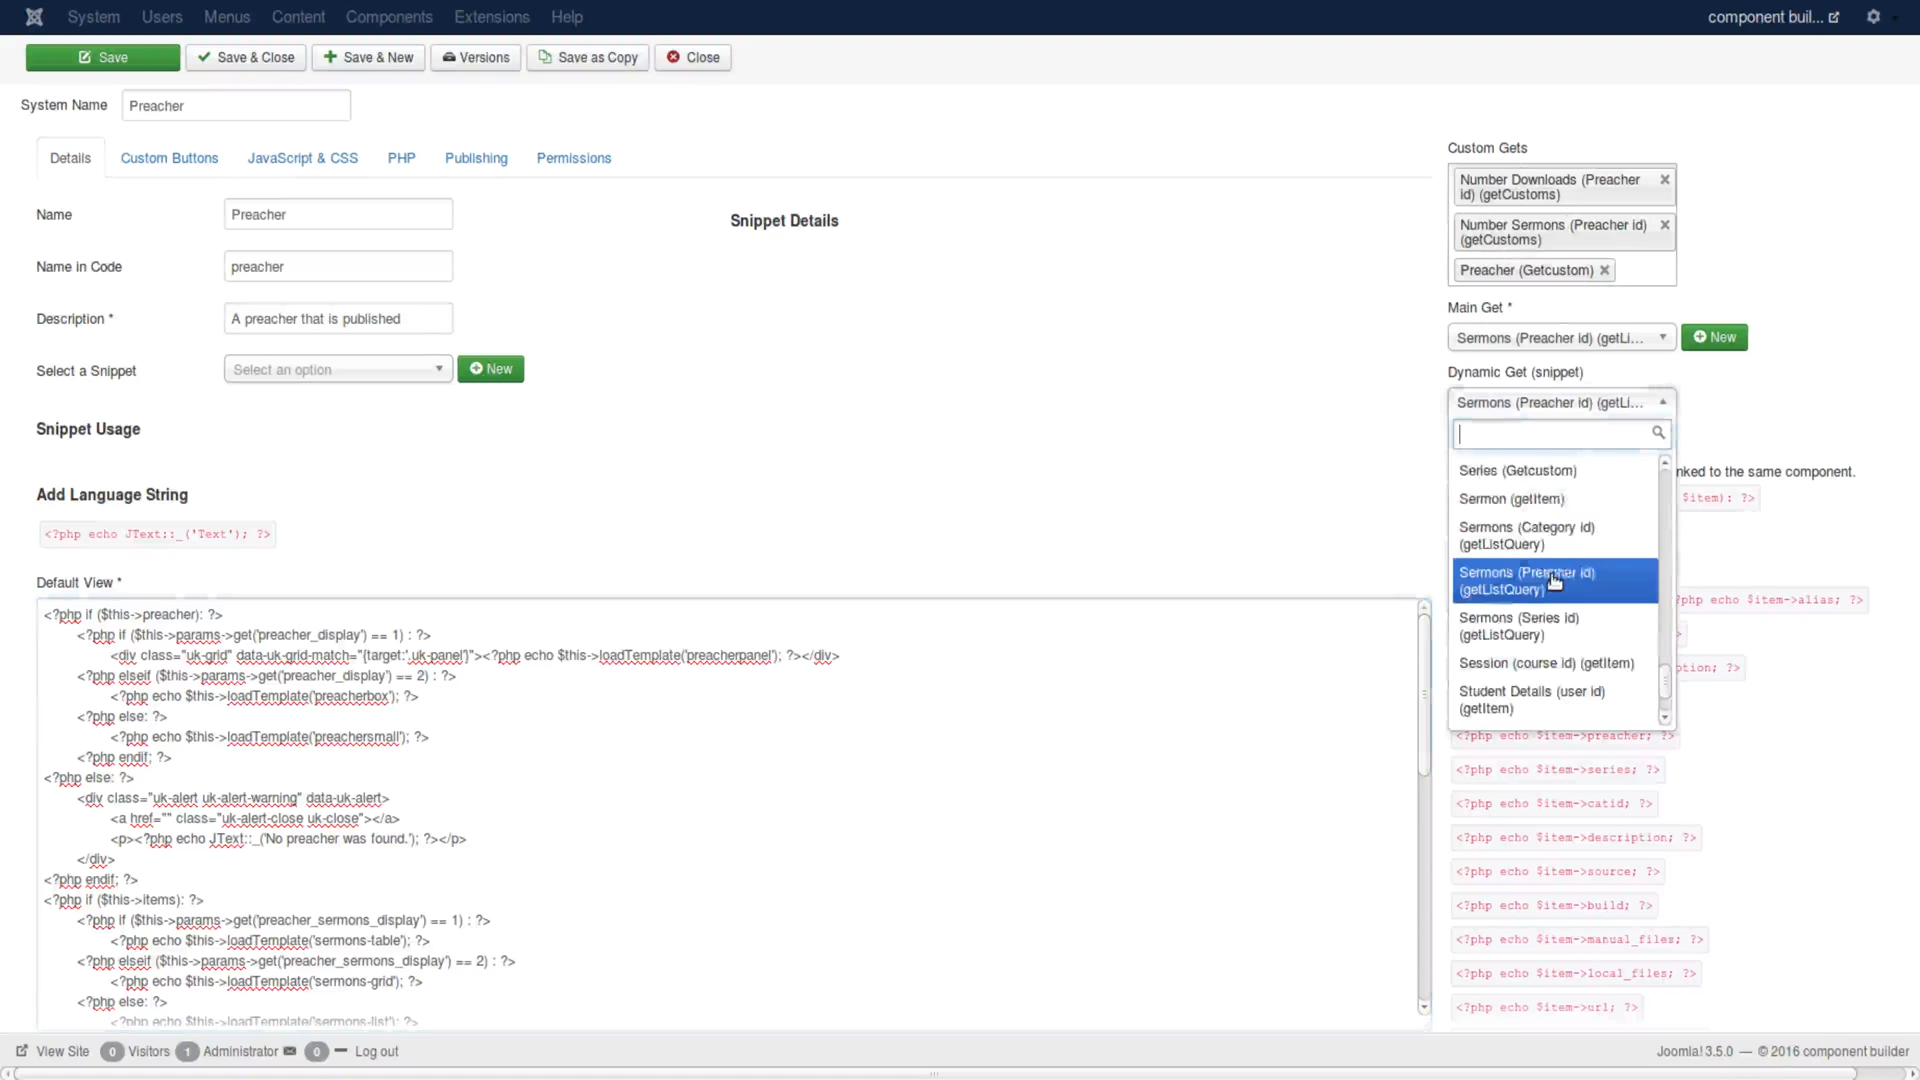 System Users Menus Content Components Extensions Help component buil...
Save Save & Close Save & New Versions Save as Copy Close
System Name Preacher
Details Custom Buttons JavaScript & CSS PHP Publishing Permissions
Name Preacher
Name in Code preacher
Description * A preacher that is published
Select a Snippet Select an option New
Snippet Details
Snippet Usage
Add Language String
<?php echo JText::_('Text'); ?>
Default View *
<?php if ($this->preacher): ?>
<?php if ($this->params->get('preacher_display') == 1) : ?>
<div class="uk-grid" data-uk-grid-match="{target:'.uk-panel'}"><?php echo $this->loadTemplate('preacherpanel'); ?></div>
<?php elseif ($this->params->get('preacher_display') == 2) : ?>
<?php echo $this->loadTemplate('preacherbox'); ?>
<?php else: ?>
<?php echo $this->loadTemplate('preachersmall'); ?>
<?php endif; ?>
<?php else: ?>
<div class="uk-alert uk-alert-warning" data-uk-alert>
<a href="" class="uk-alert-close uk-close"></a>
<p><?php echo JText::_('No preacher was found.'); ?></p>
</div>
<?php endif; ?>
<?php if ($this->items): ?>
<?php if ($this->params->get('preacher_sermons_display') == 1) : ?>
<?php echo $this->loadTemplate('sermons-table'); ?>
<?php elseif ($this->params->get('preacher_sermons_display') == 2) : ?>
<?php echo $this->loadTemplate('sermons-grid'); ?>
<?php else: ?>
<?php echo $this->loadTemplate('sermons-list'); ?>
Custom Gets
Number Downloads (Preacher
id) (getCustoms)
Number Sermons (Preacher id)
(getCustoms)
Preacher (Getcustom)
Main Get *
Sermons (Preacher id) (getLi... New
Dynamic Get (snippet)
Sermons (Preacher id) (getLi...
Series (Getcustom)
Sermon (getItem)
Sermons (Category id)
(getListQuery)
Sermons (Preacher id)
(getListQuery)
Sermons (Series id)
(getListQuery)
Session (course id) (getItem)
Student Details (user id)
(getItem)
nked to the same component.
$item): ?>
?php echo $item->alias; ?>
>
ption; ?>
<?php echo $item->preacher; ?>
<?php echo $item->series; ?>
<?php echo $item->catid; ?>
<?php echo $item->description; ?>
<?php echo $item->source; ?>
<?php echo $item->build; ?>
<?php echo $item->manual_files; ?>
<?php echo $item->local_files; ?>
<?php echo $item->url; ?>
View Site 0 Visitors 1 Administrator 0 Log out Joomla! 3.5.0 — © 2016 component builder